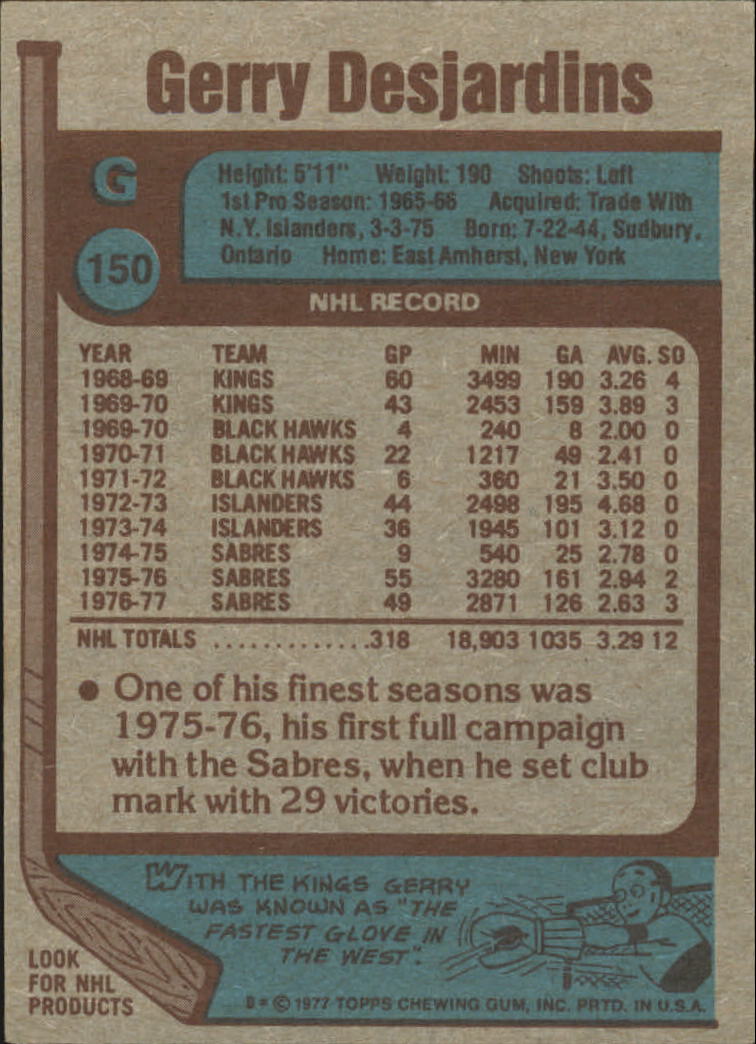 Gerry Desjardins
G
150
Height: 5'11" Weight: 190 Shoots: Left
1st Pro Season: 1965-66 Acquired: Trade With
N.Y. Islanders, 3-3-75 Born: 7-22-44, Sudbury,
Ontario Home: East Amherst, New York
NHL RECORD
YEAR TEAM GP MIN GA AVG. SO
1968-69 KINGS 60 3499 190 3.26 4
1969-70 KINGS 43 2453 159 3.89 3
1969-70 BLACK HAWKS 4 240 8 2.00 0
1970-71 BLACK HAWKS 22 1217 49 2.41 0
1971-72 BLACK HAWKS 6 360 21 3.50 0
1972-73 ISLANDERS 44 2498 195 4.68 0
1973-74 ISLANDERS 36 1945 101 3.12 0
1974-75 SABRES 9 540 25 2.78 0
1975-76 SABRES 55 3280 161 2.94 2
1976-77 SABRES 49 2871 126 2.63 3
NHL TOTALS ..............318 18,903 1035 3.29 12
● One of his finest seasons was
1975-76, his first full campaign
with the Sabres, when he set club
mark with 29 victories.
WITH THE KINGS GERRY
WAS KNOWN AS "THE
FASTEST GLOVE IN
THE WEST".
LOOK
FOR NHL
PRODUCTS
B* © 1977 TOPPS CHEWING GUM, INC. PRTD. IN U.S.A.